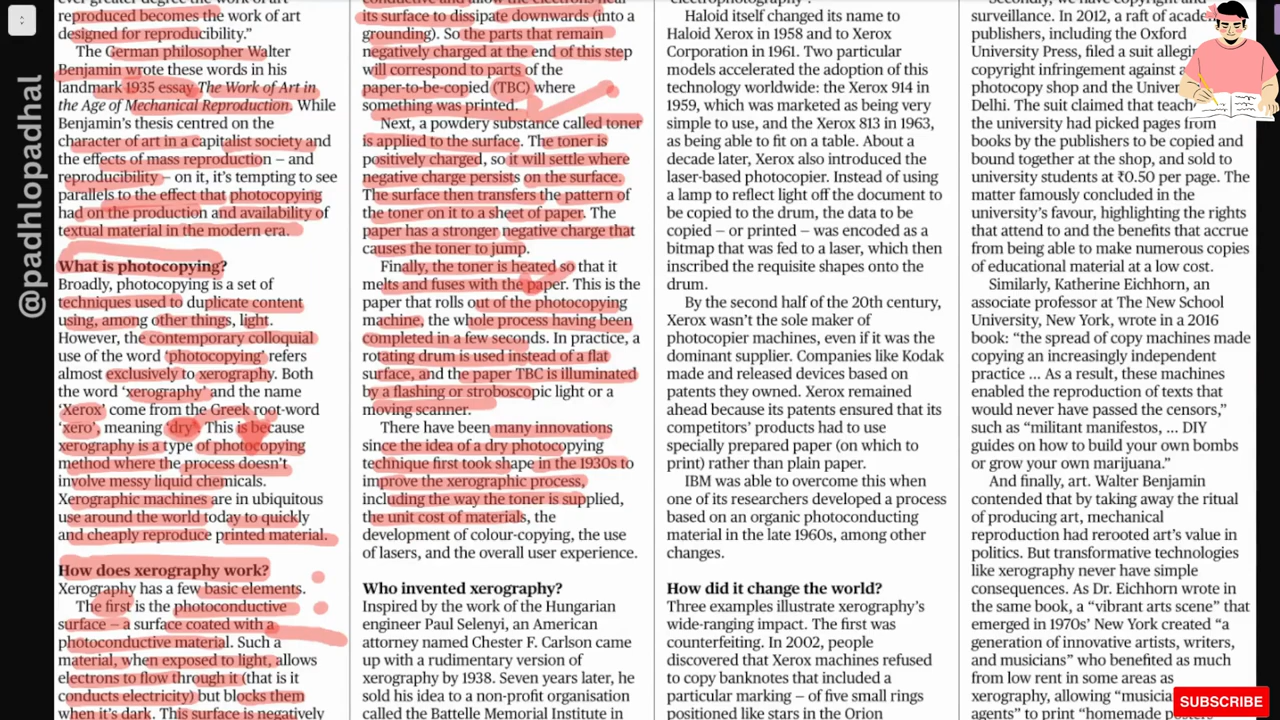 @padhlopadhal
ever greater degree the work of art
reproduced becomes the work of art
designed for reproducibility.”
The German philosopher Walter
Benjamin wrote these words in his
landmark 1935 essay The Work of Art in
the Age of Mechanical Reproduction. While
Benjamin’s thesis centred on the
character of art in a capitalist society and
the effects of mass reproduction – and
reproducibility – on it, it’s tempting to see
parallels to the effect that photocopying
had on the production and availability of
textual material in the modern era.
What is photocopying?
Broadly, photocopying is a set of
techniques used to duplicate content
using, among other things, light.
However, the contemporary colloquial
use of the word ‘photocopying’ refers
almost exclusively to xerography. Both
the word ‘xerography’ and the name
‘Xerox’ come from the Greek root-word
‘xero’, meaning ‘dry’. This is because
xerography is a type of photocopying
method where the process doesn’t
involve messy liquid chemicals.
Xerographic machines are in ubiquitous
use around the world today to quickly
and cheaply reproduce printed material.
How does xerography work?
Xerography has a few basic elements.
The first is the photoconductive
surface – a surface coated with a
photoconductive material. Such a
material, when exposed to light, allows
electrons to flow through it (that is it
conducts electricity) but blocks them
when it’s dark. This surface is negatively
conductive and allow the electrons near
its surface to dissipate downwards (into a
grounding). So the parts that remain
negatively charged at the end of this step
will correspond to parts of the
paper-to-be-copied (TBC) where
something was printed.
Next, a powdery substance called toner
is applied to the surface. The toner is
positively charged, so it will settle where
negative charge persists on the surface.
The surface then transfers the pattern of
the toner on it to a sheet of paper. The
paper has a stronger negative charge that
causes the toner to jump.
Finally, the toner is heated so that it
melts and fuses with the paper. This is the
paper that rolls out of the photocopying
machine, the whole process having been
completed in a few seconds. In practice, a
rotating drum is used instead of a flat
surface, and the paper TBC is illuminated
by a flashing or stroboscopic light or a
moving scanner.
There have been many innovations
since the idea of a dry photocopying
technique first took shape in the 1930s to
improve the xerographic process,
including the way the toner is supplied,
the unit cost of materials, the
development of colour-copying, the use
of lasers, and the overall user experience.
Who invented xerography?
Inspired by the work of the Hungarian
engineer Paul Selenyi, an American
attorney named Chester F. Carlson came
up with a rudimentary version of
xerography by 1938. Seven years later, he
sold his idea to a non-profit organisation
called the Battelle Memorial Institute in
electrophotography’.
Haloid itself changed its name to
Haloid Xerox in 1958 and to Xerox
Corporation in 1961. Two particular
models accelerated the adoption of this
technology worldwide: the Xerox 914 in
1959, which was marketed as being very
simple to use, and the Xerox 813 in 1963,
as being able to fit on a table. About a
decade later, Xerox also introduced the
laser-based photocopier. Instead of using
a lamp to reflect light off the document to
be copied to the drum, the data to be
copied – or printed – was encoded as a
bitmap that was fed to a laser, which then
inscribed the requisite shapes onto the
drum.
By the second half of the 20th century,
Xerox wasn’t the sole maker of
photocopier machines, even if it was the
dominant supplier. Companies like Kodak
made and released devices based on
patents they owned. Xerox remained
ahead because its patents ensured that its
competitors’ products had to use
specially prepared paper (on which to
print) rather than plain paper.
IBM was able to overcome this when
one of its researchers developed a process
based on an organic photoconducting
material in the late 1960s, among other
changes.
How did it change the world?
Three examples illustrate xerography’s
wide-ranging impact. The first was
counterfeiting. In 2002, people
discovered that Xerox machines refused
to copy banknotes that included a
particular marking – of five small rings
positioned like stars in the Orion
Secondly, we have copyright and
surveillance. In 2012, a raft of
publishers, including the Oxford
University Press, filed a suit
copyright infringement against a
photocopy shop and the
Delhi. The suit claimed that
the university had picked pages from
books by the publishers to be copied and
bound together at the shop, and sold to
university students at ₹0.50 per page. The
matter famously concluded in the
university’s favour, highlighting the rights
that attend to and the benefits that accrue
from being able to make numerous copies
of educational material at a low cost.
Similarly, Katherine Eichhorn, an
associate professor at The New School
University, New York, wrote in a 2016
book: “the spread of copy machines made
copying an increasingly independent
practice ... As a result, these machines
enabled the reproduction of texts that
would never have passed the censors,”
such as “militant manifestos, ... DIY
guides on how to build your own bombs
or grow your own marijuana.”
And finally, art. Walter Benjamin
contended that by taking away the ritual
of producing art, mechanical
reproduction had rerooted art’s value in
politics. But transformative technologies
like xerography never have simple
consequences. As Dr. Eichhorn wrote in
the same book, a “vibrant arts scene” that
emerged in 1970s’ New York created “a
generation of innovative artists, writers,
and musicians” who benefited as much
from low rent in some areas as
xerography, allowing
agents” to print “homemade
SUBSCRIBE